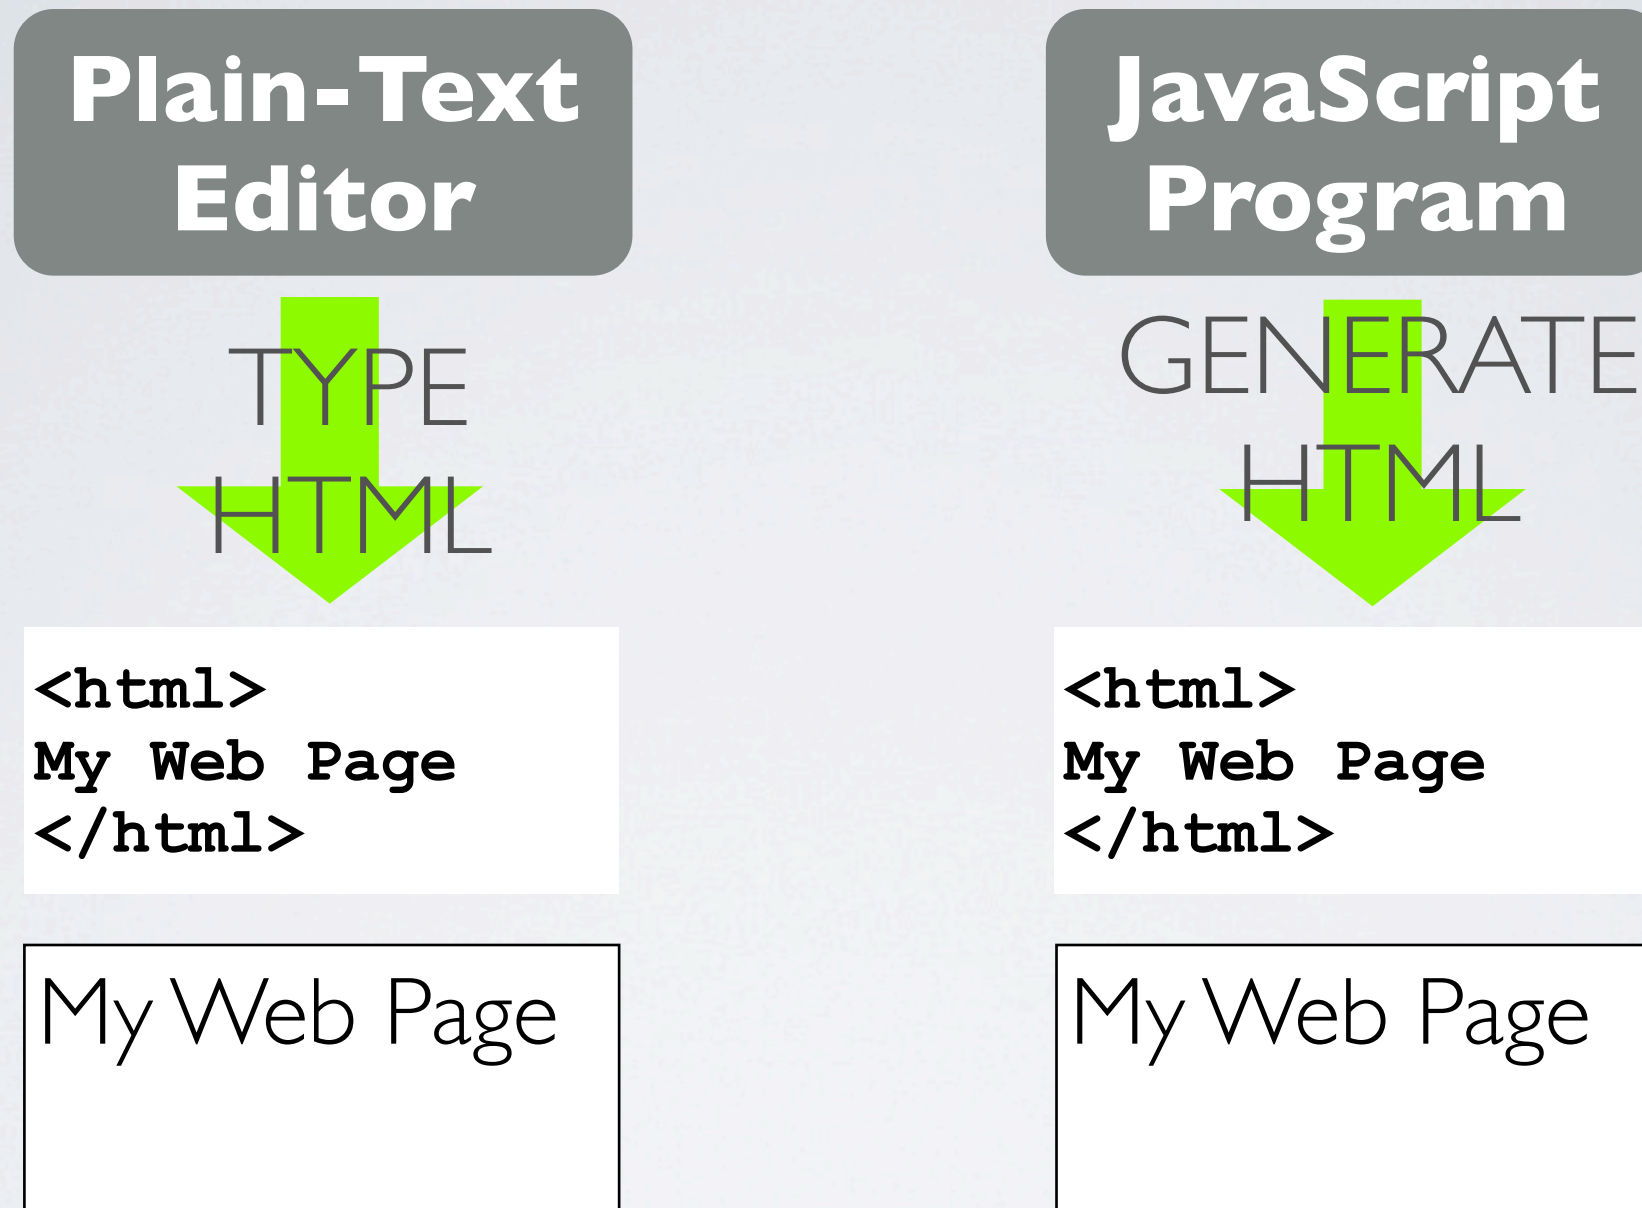 Plain-Text
Editor
TYPE
HTML
<html>
My Web Page
</html>
My Web Page
JavaScript
Program
GENERATE
HTML
<html>
My Web Page
</html>
My Web Page